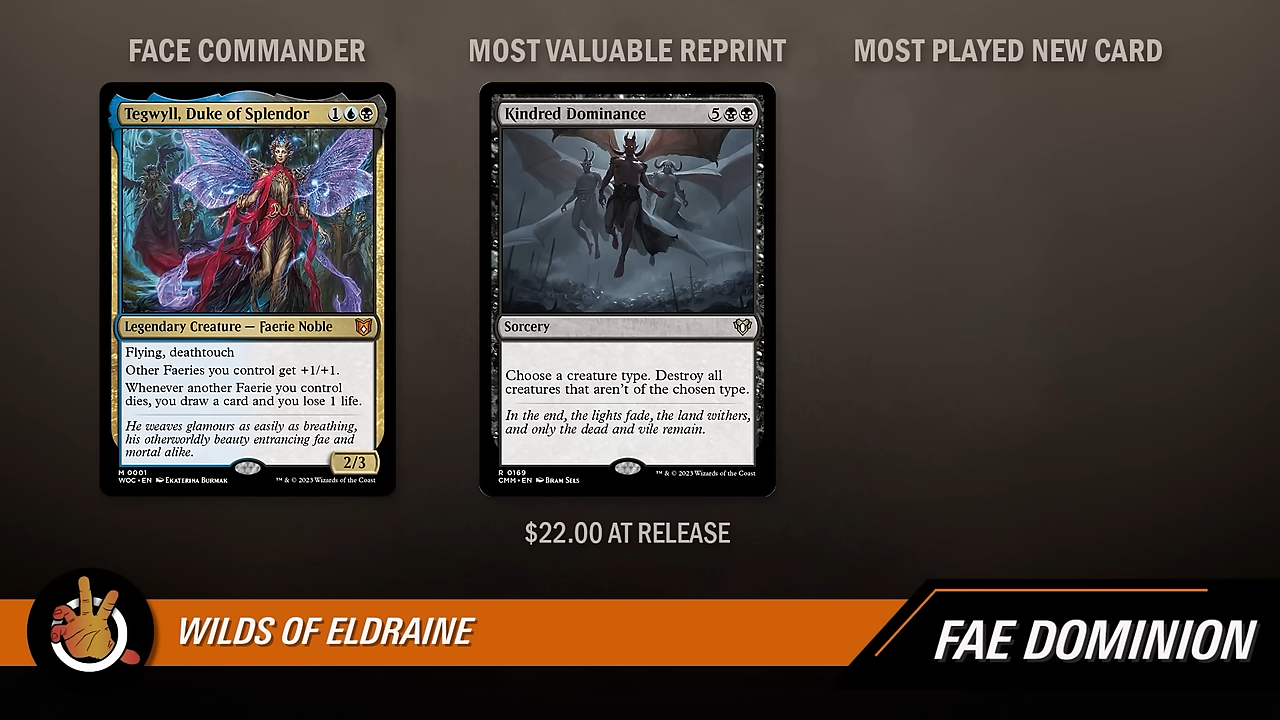 FACE COMMANDER
MOST VALUABLE REPRINT
MOST PLAYED NEW CARD
Tegwyll, Duke of Splendor 1
Legendary Creature — Faerie Noble
Flying, deathtouch
Other Faeries you control get +1/+1.
Whenever another Faerie you control
dies, you draw a card and you lose 1 life.
He weaves glamours as easily as breathing,
his otherworldly beauty entrancing fae and
mortal alike.
2/3
M 0001
WOC • EN Ekaterina Burmak
™ & © 2023 Wizards of the Coast
Kindred Dominance 5
Sorcery
Choose a creature type. Destroy all
creatures that aren't of the chosen type.
In the end, the lights fade, the land withers,
and only the dead and vile remain.
R 0169
CMM • EN Bram Sels
™ & © 2023 Wizards of the Coast
$22.00 AT RELEASE
WILDS OF ELDRAINE
FAE DOMINION